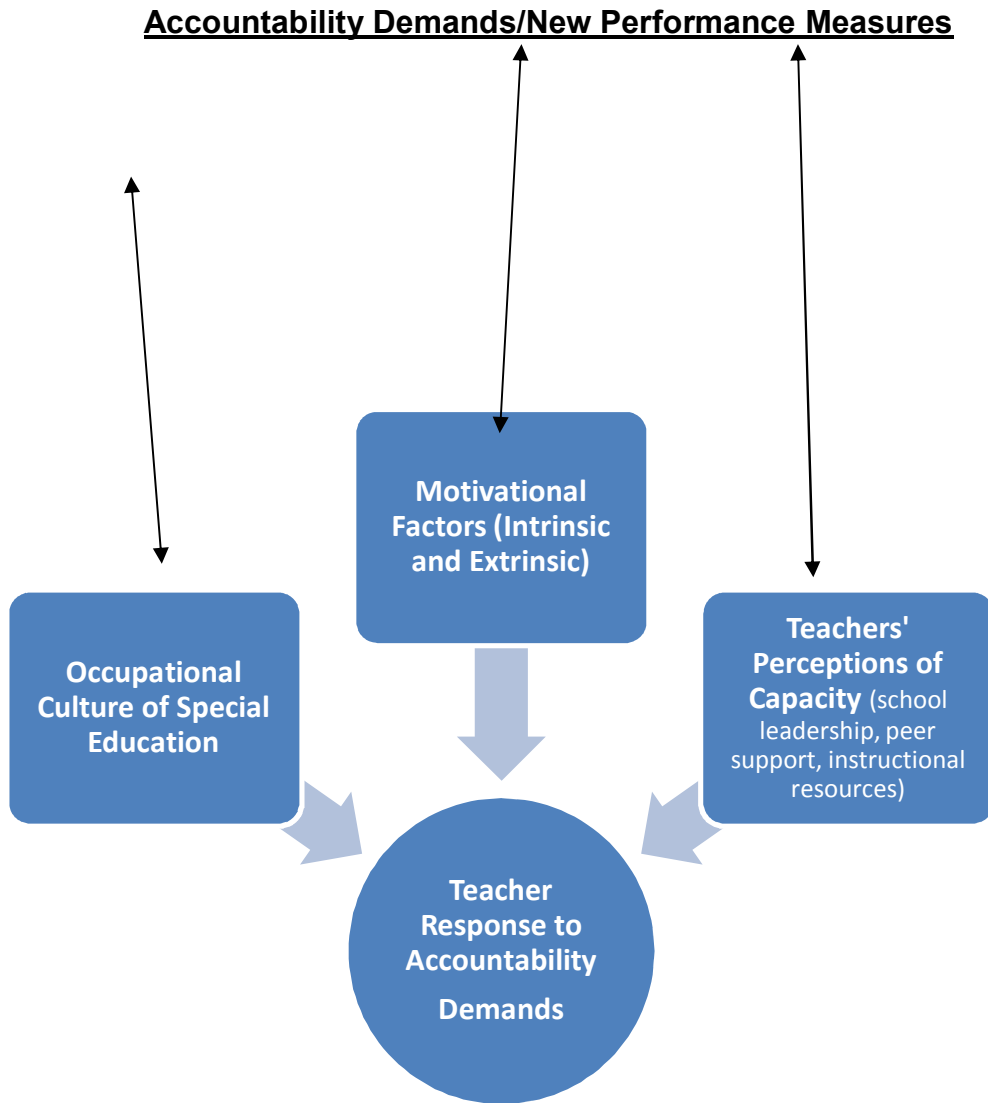 Accountability Demands/New Performance Measures
Motivational
Factors (Intrinsic
and Extrinsic)
Occupational
Culture of Special
Education
Teachers'
Perceptions of
Capacity (school
leadership, peer
support, instructional
resources)
Teacher
Response to
Accountability
Demands